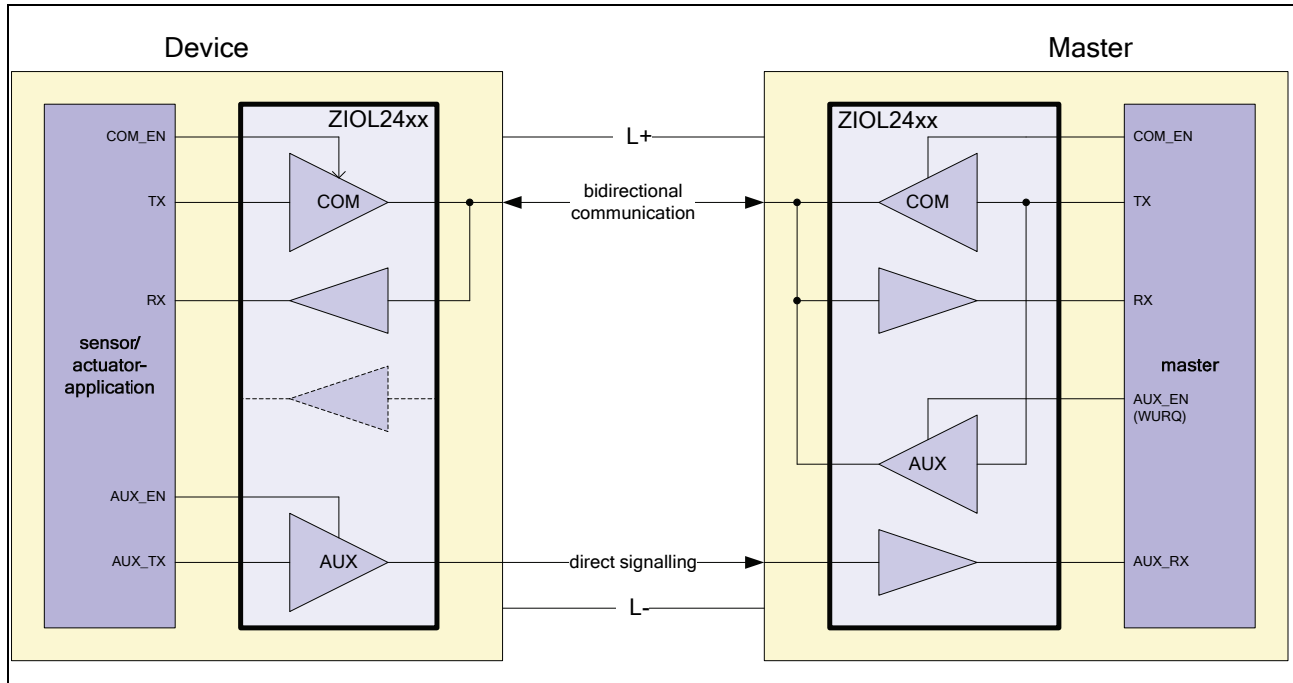 Device
Master
ZIOL24xx
ZIOL24xx
COM_EN
TX
RX
sensor/
actuator-
application
AUX_EN
AUX_TX
COM
AUX
L+
bidirectional
communication
direct signalling
L-
COM
AUX
COM_EN
TX
RX
master
AUX_EN
(WURQ)
AUX_RX